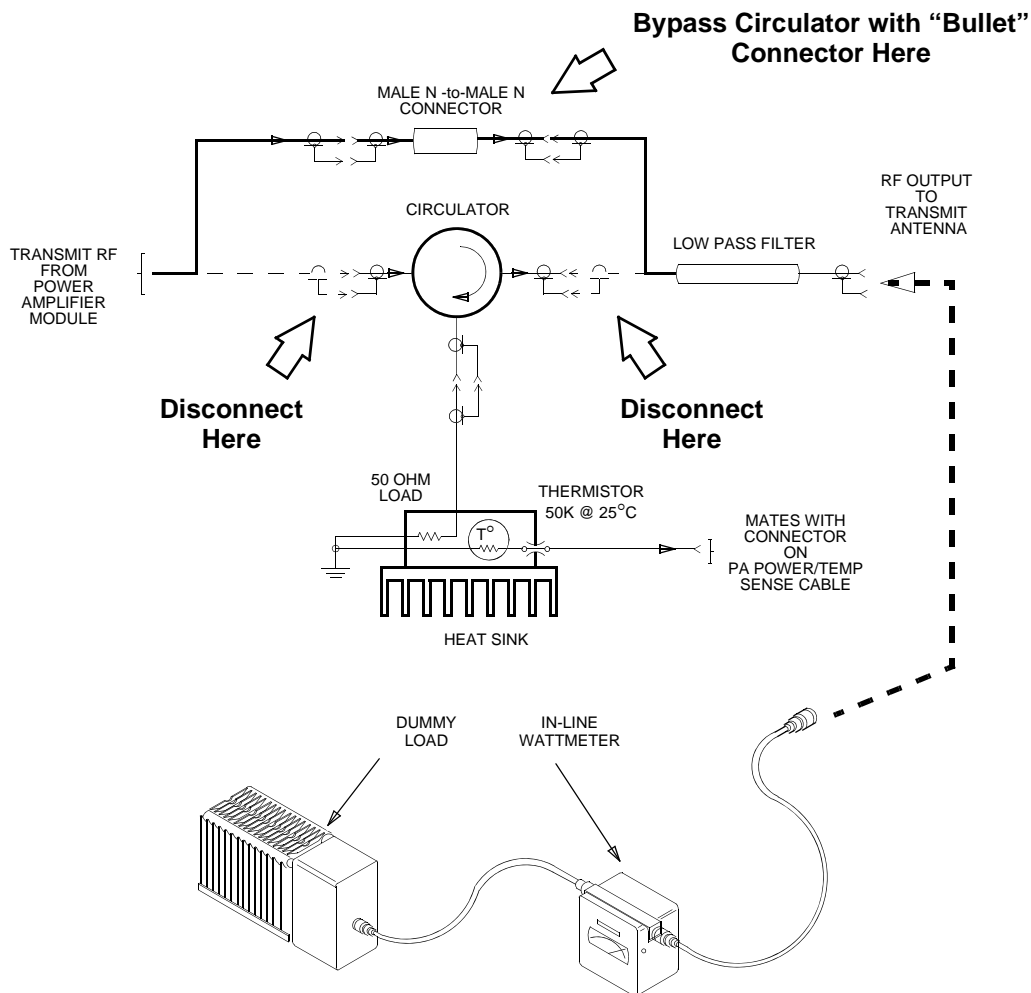 Bypass Circulator with “Bullet”
Connector Here
MALE N -to-MALE N
CONNECTOR
RF OUTPUT
TO
TRANSMIT
ANTENNA
CIRCULATOR
LOW PASS FILTER
TRANSMIT RF
FROM
POWER
AMPLIFIER
MODULE
Disconnect
Here
Disconnect
Here
50 OHM
LOAD
THERMISTOR
50K @ 25°C
T°
MATES WITH
CONNECTOR
ON
PA POWER/TEMP
SENSE CABLE
HEAT SINK
DUMMY
LOAD
IN-LINE
WATTMETER